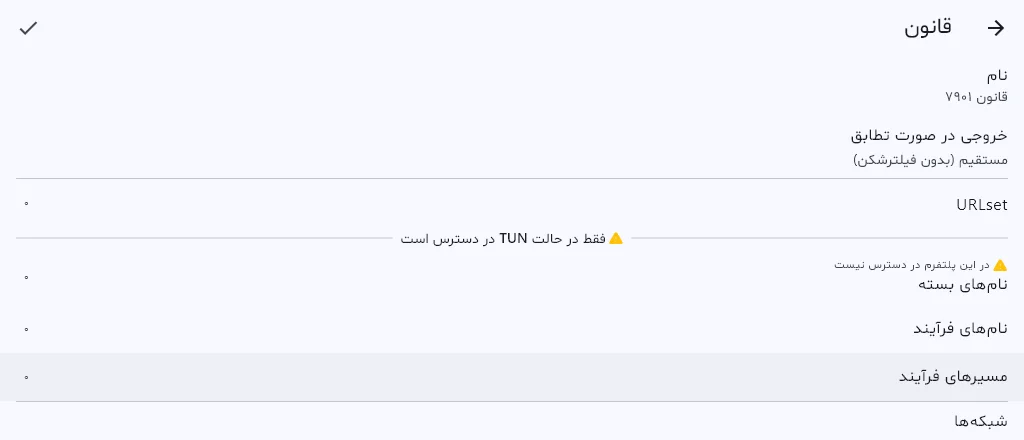 قانون
نام
قانون ۷۹۰۱
خروجی در صورت تطابق
مستقیم (بدون فیلترشکن)
URLset
۰
فقط در حالت TUN در دسترس است
در این پلتفرم در دسترس نیست
نام‌های بسته
۰
نام‌های فرآیند
۰
مسیرهای فرآیند
۰
شبکه‌ها